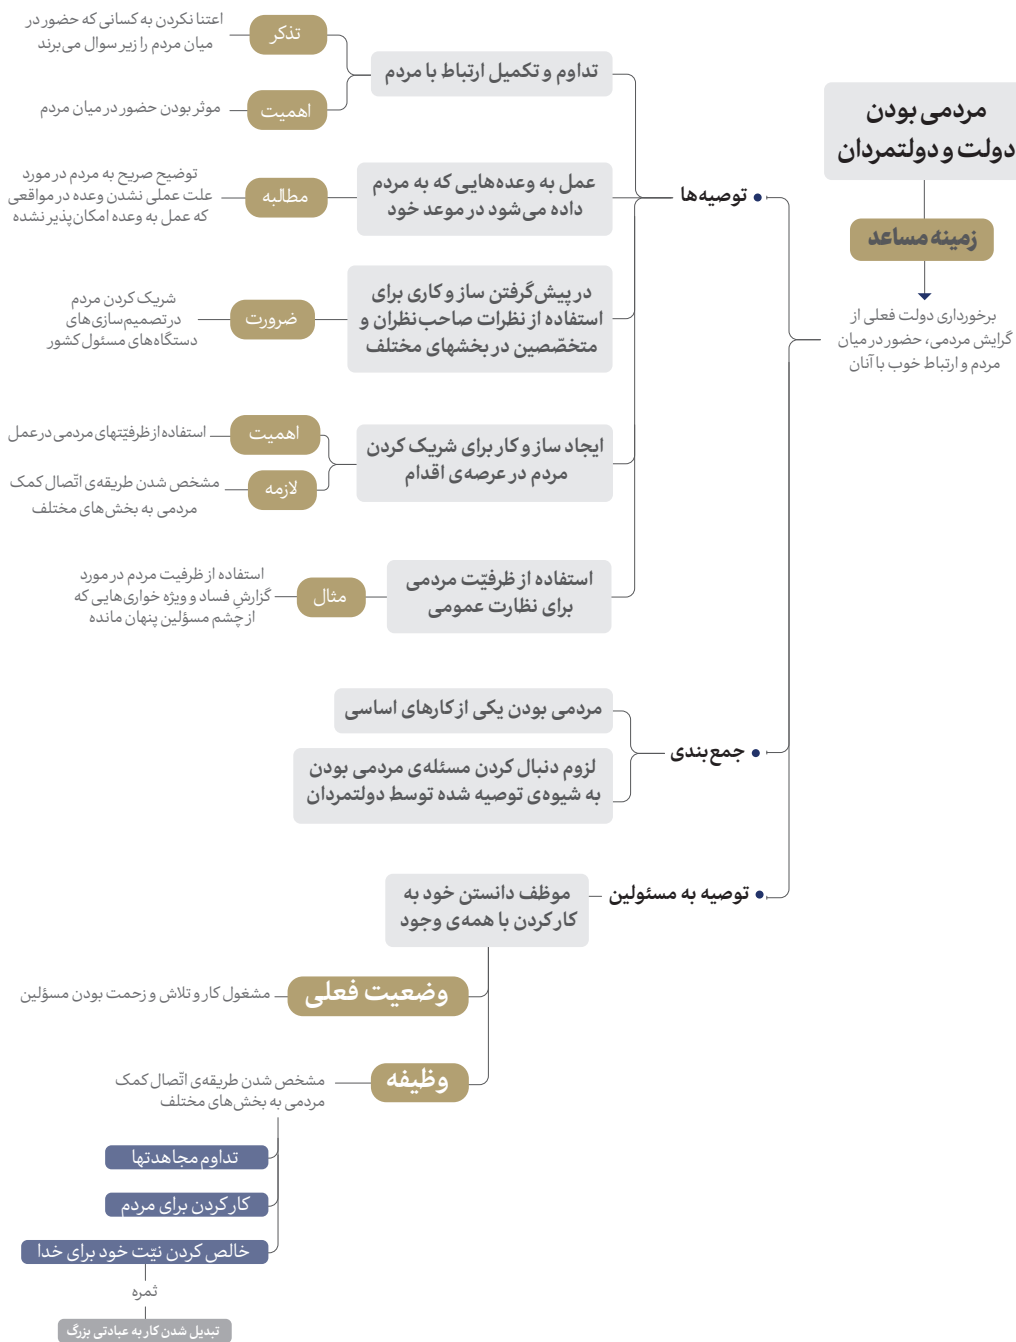 مردمی بودن
دولت و دولتمردان
زمینه مساعد
برخورداری دولت فعلی از
گرایش مردمی، حضور در میان
مردم و ارتباط خوب با آنان
توصیه‌ها
تداوم و تکمیل ارتباط با مردم
تذکر
اعتنا نکردن به کسانی که حضور در
میان مردم را زیر سوال می‌برند
اهمیت
موثر بودن حضور در میان مردم
عمل به وعده‌هایی که به مردم
داده می‌شود در موعد خود
مطالبه
توضیح صریح به مردم در مورد
علت عملی نشدن وعده در مواقعی
که عمل به وعده امکان‌پذیر نشده
در پیش‌گرفتن ساز و کاری برای
استفاده از نظرات صاحب‌نظران و
متخصّصین در بخشهای مختلف
ضرورت
شریک کردن مردم
در تصمیم‌سازی‌های
دستگاه‌های مسئول کشور
ایجاد ساز و کار برای شریک کردن
مردم در عرصه‌ی اقدام
اهمیت
استفاده از ظرفیّتهای مردمی در عمل
لازمه
مشخص شدن طریقه‌ی اتّصال کمک
مردمی به بخش‌های مختلف
استفاده از ظرفیّت مردمی
برای نظارت عمومی
مثال
استفاده از ظرفیت مردم در مورد
گزارشِ فساد و ویژه خواری‌هایی که
از چشم مسؤلین پنهان مانده
جمع‌بندی
مردمی بودن یکی از کارهای اساسی
لزوم دنبال کردن مسئله‌ی مردمی بودن
به شیوه‌ی توصیه شده توسط دولتمردان
توصیه به مسئولین
موظف دانستن خود به
کار کردن با همه‌ی وجود
وضعیت فعلی
مشغول کار و تلاش و زحمت بودن مسؤلین
وظیفه
مشخص شدن طریقه‌ی اتّصال کمک
مردمی به بخش‌های مختلف
تداوم مجاهدتها
کار کردن برای مردم
خالص کردن نیّت خود برای خدا
ثمره
تبدیل شدن کار به عبادتی بزرگ